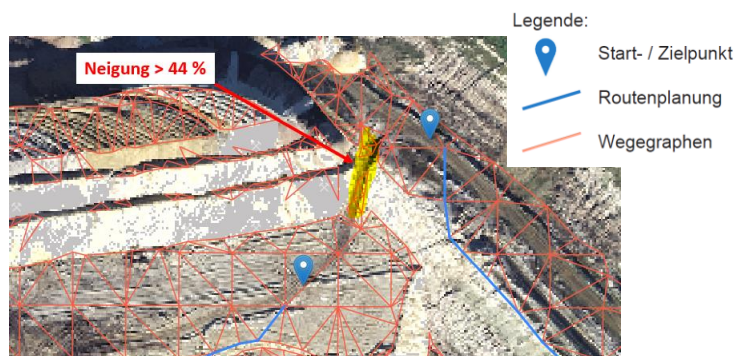 Legende:
Start- / Zielpunkt
Routenplanung
Wegegraphen
Neigung > 44 %